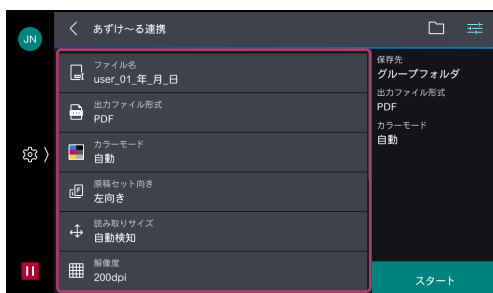 JN
あずけ~る連携
ファイル名
user_01_年_月_日
出力ファイル形式
PDF
カラーモード
自動
原稿セット向き
左向き
読み取りサイズ
自動検知
解像度
200dpi
保存先
グループフォルダ
出力ファイル形式
PDF
カラーモード
自動
スタート